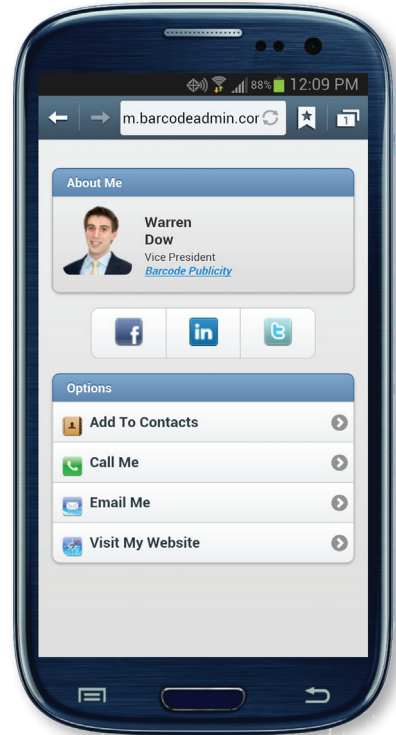 88% 12:09 PM
m.barcodeadmin.cor
1
About Me
Warren
Dow
Vice President
Barcode Publicity
f in t
Options
Add To Contacts
Call Me
Email Me
Visit My Website